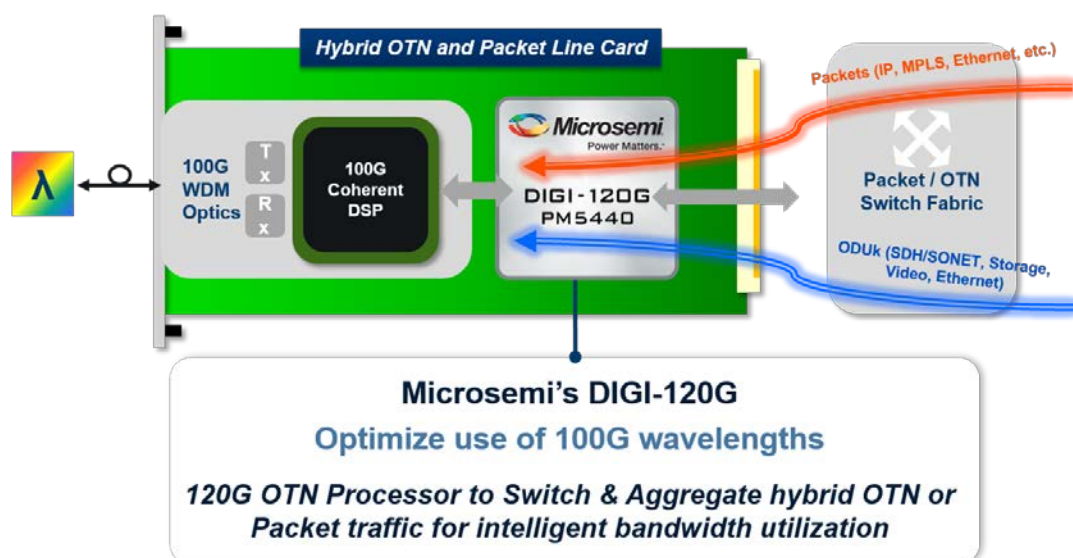 Hybrid OTN and Packet Line Card
Packets (IP, MPLS, Ethernet, etc.)
λ
100G
WDM
Optics
T
x
R
x
100G
Coherent
DSP
Microsemi
Power Matters.
DIGI-120G
PM5440
Packet / OTN
Switch Fabric
ODUk (SDH/SONET, Storage,
Video, Ethernet)
Microsemi’s DIGI-120G
Optimize use of 100G wavelengths
120G OTN Processor to Switch & Aggregate hybrid OTN or
Packet traffic for intelligent bandwidth utilization